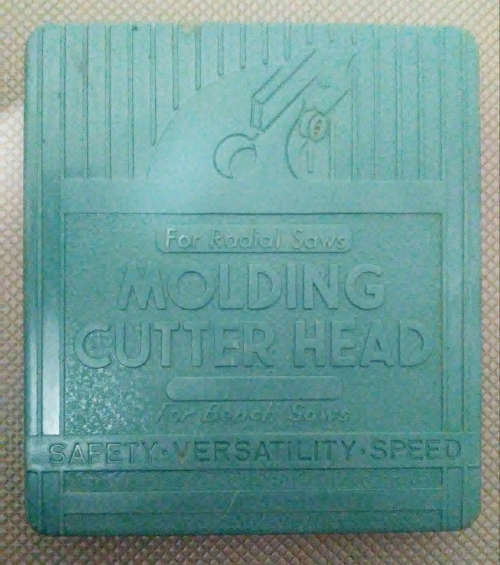 For Radial Saws
MOLDING
CUTTER HEAD
For Bench Saws
SAFETY·VERSATILITY·SPEED